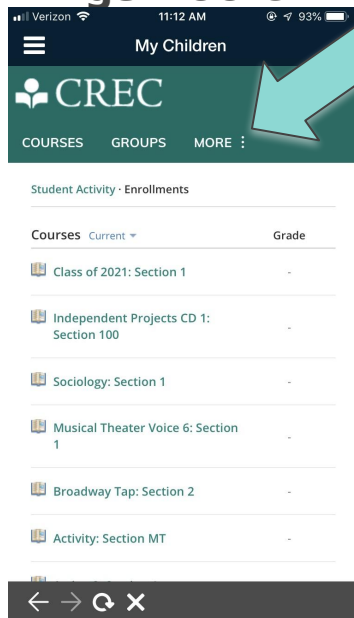 Verizon 11:12 AM 93%
My Children
CREC
COURSES GROUPS MORE
Student Activity · Enrollments
Courses Current Grade
Class of 2021: Section 1 -
Independent Projects CD 1:
Section 100 -
Sociology: Section 1 -
Musical Theater Voice 6: Section
1 -
Broadway Tap: Section 2 -
Activity: Section MT -